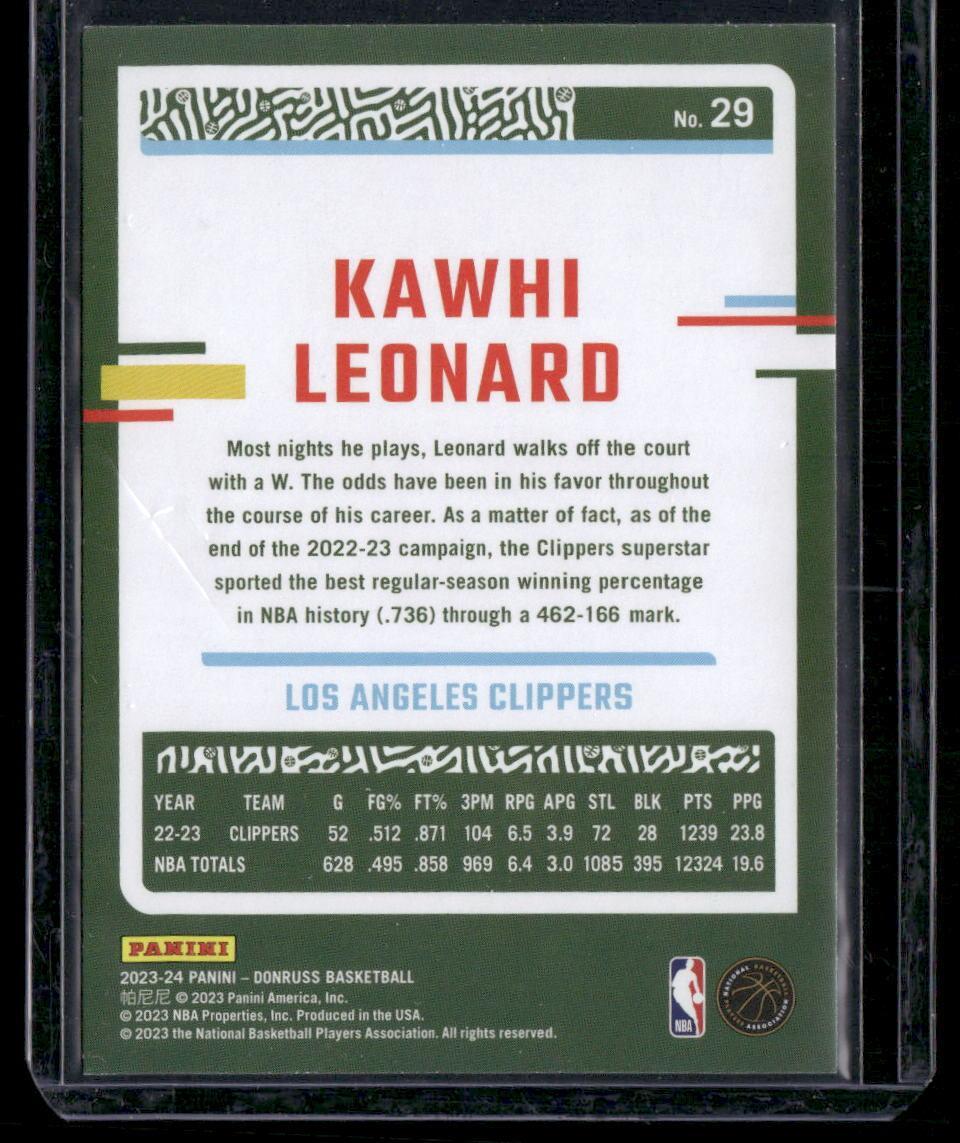 No. 29
KAWHI
LEONARD
Most nights he plays, Leonard walks off the court
with a W. The odds have been in his favor throughout
the course of his career. As a matter of fact, as of the
end of the 2022-23 campaign, the Clippers superstar
sported the best regular-season winning percentage
in NBA history (.736) through a 462-166 mark.
LOS ANGELES CLIPPERS
YEAR TEAM G FG% FT% 3PM RPG APG STL BLK PTS PPG
22-23 CLIPPERS 52 .512 .871 104 6.5 3.9 72 28 1239 23.8
NBA TOTALS 628 .495 .858 969 6.4 3.0 1085 395 12324 19.6
PANINI
2023-24 PANINI – DONRUSS BASKETBALL
帕尼尼 © 2023 Panini America, Inc.
© 2023 NBA Properties, Inc. Produced in the USA.
© 2023 the National Basketball Players Association. All rights reserved.
NBA
NATIONAL BASKETBALL PLAYERS ASSOCIATION